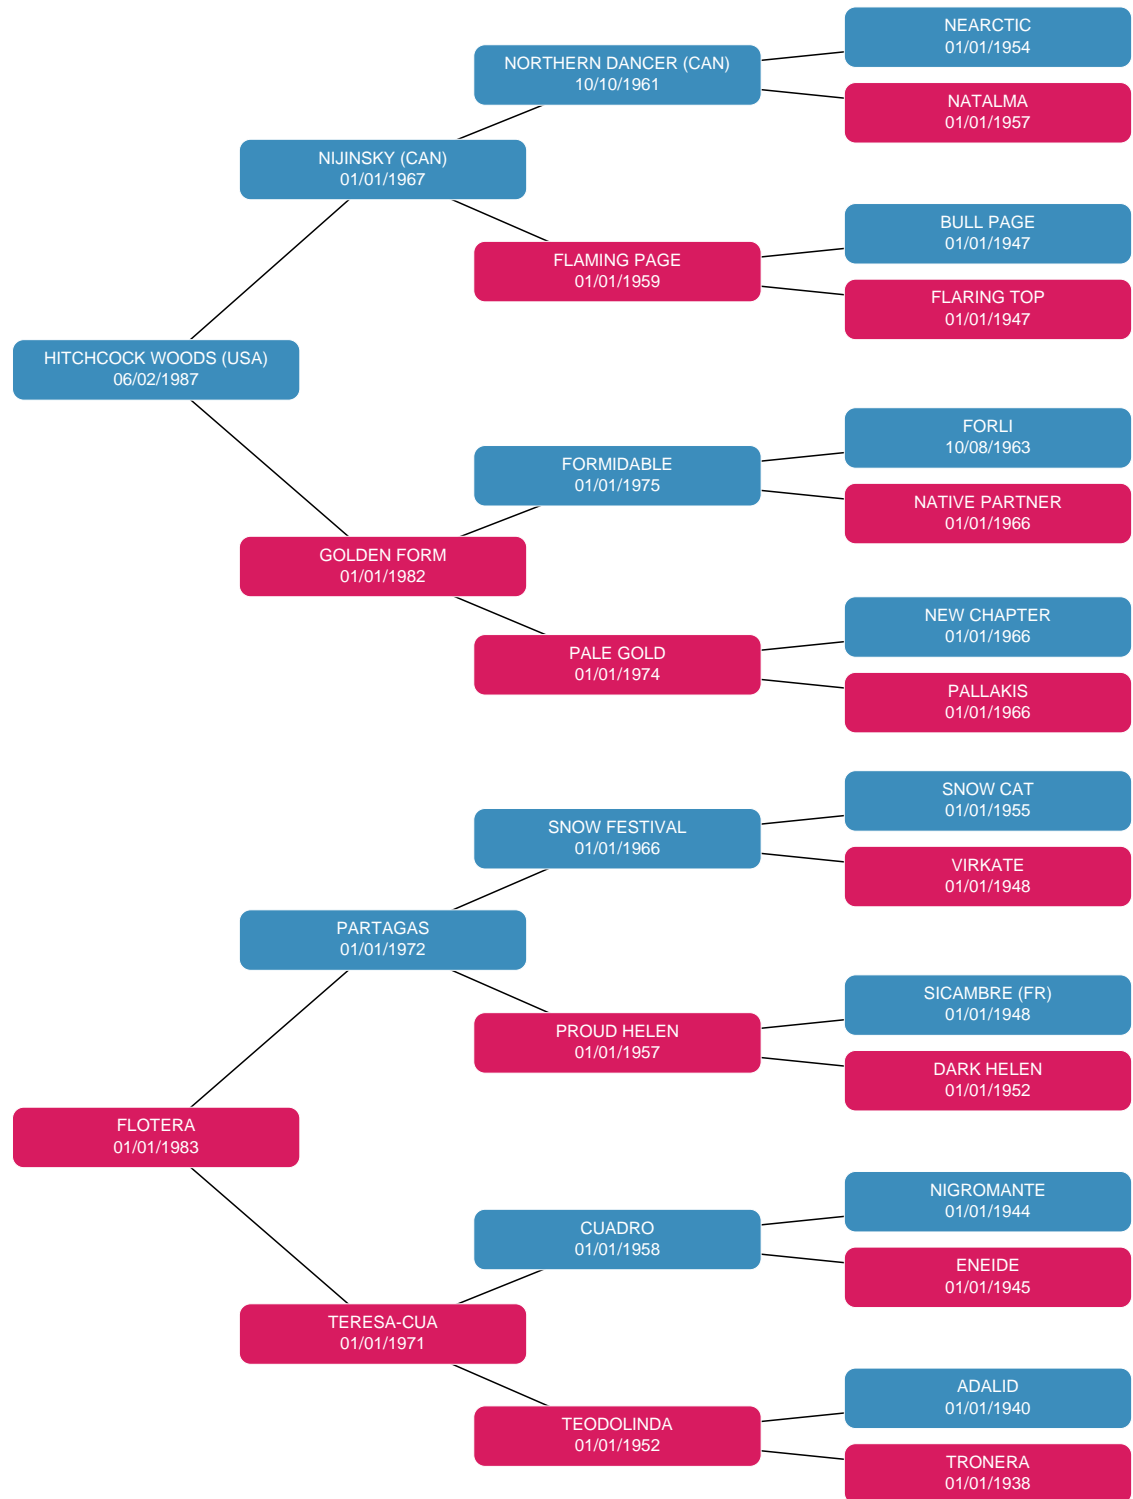 NEARCTIC
01/01/1954
NORTHERN DANCER (CAN)
10/10/1961
NATALMA
01/01/1957
NIJINSKY (CAN)
01/01/1967
BULL PAGE
01/01/1947
FLAMING PAGE
01/01/1959
FLARING TOP
01/01/1947
HITCHCOCK WOODS (USA)
06/02/1987
FORLI
10/08/1963
FORMIDABLE
01/01/1975
NATIVE PARTNER
01/01/1966
GOLDEN FORM
01/01/1982
NEW CHAPTER
01/01/1966
PALE GOLD
01/01/1974
PALLAKIS
01/01/1966
SNOW CAT
01/01/1955
SNOW FESTIVAL
01/01/1966
VIRKATE
01/01/1948
PARTAGAS
01/01/1972
SICAMBRE (FR)
01/01/1948
PROUD HELEN
01/01/1957
DARK HELEN
01/01/1952
FLOTERA
01/01/1983
NIGROMANTE
01/01/1944
CUADRO
01/01/1958
ENEIDE
01/01/1945
TERESA-CUA
01/01/1971
ADALID
01/01/1940
TEODOLINDA
01/01/1952
TRONERA
01/01/1938